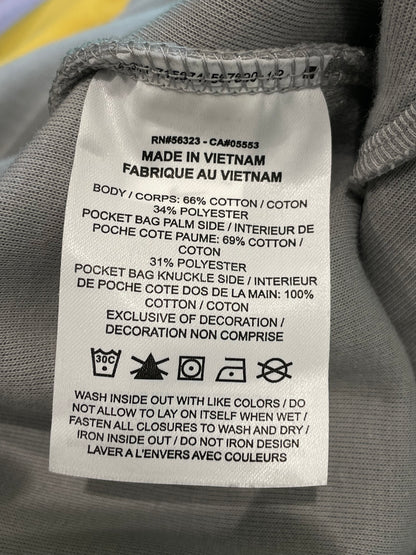 RN#56323 - CA#05553
MADE IN VIETNAM
FABRIQUE AU VIETNAM
BODY / CORPS: 66% COTTON / COTON
34% POLYESTER
POCKET BAG PALM SIDE / INTERIEUR DE
POCHE COTE PAUME: 69% COTTON /
COTON
31% POLYESTER
POCKET BAG KNUCKLE SIDE / INTERIEUR
DE POCHE COTE DOS DE LA MAIN: 100%
COTTON / COTON
EXCLUSIVE OF DECORATION /
DECORATION NON COMPRISE
30C
WASH INSIDE OUT WITH LIKE COLORS / DO
NOT ALLOW TO LAY ON ITSELF WHEN WET /
FASTEN ALL CLOSURES TO WASH AND DRY /
IRON INSIDE OUT / DO NOT IRON DESIGN
LAVER A L'ENVERS AVEC COULEURS